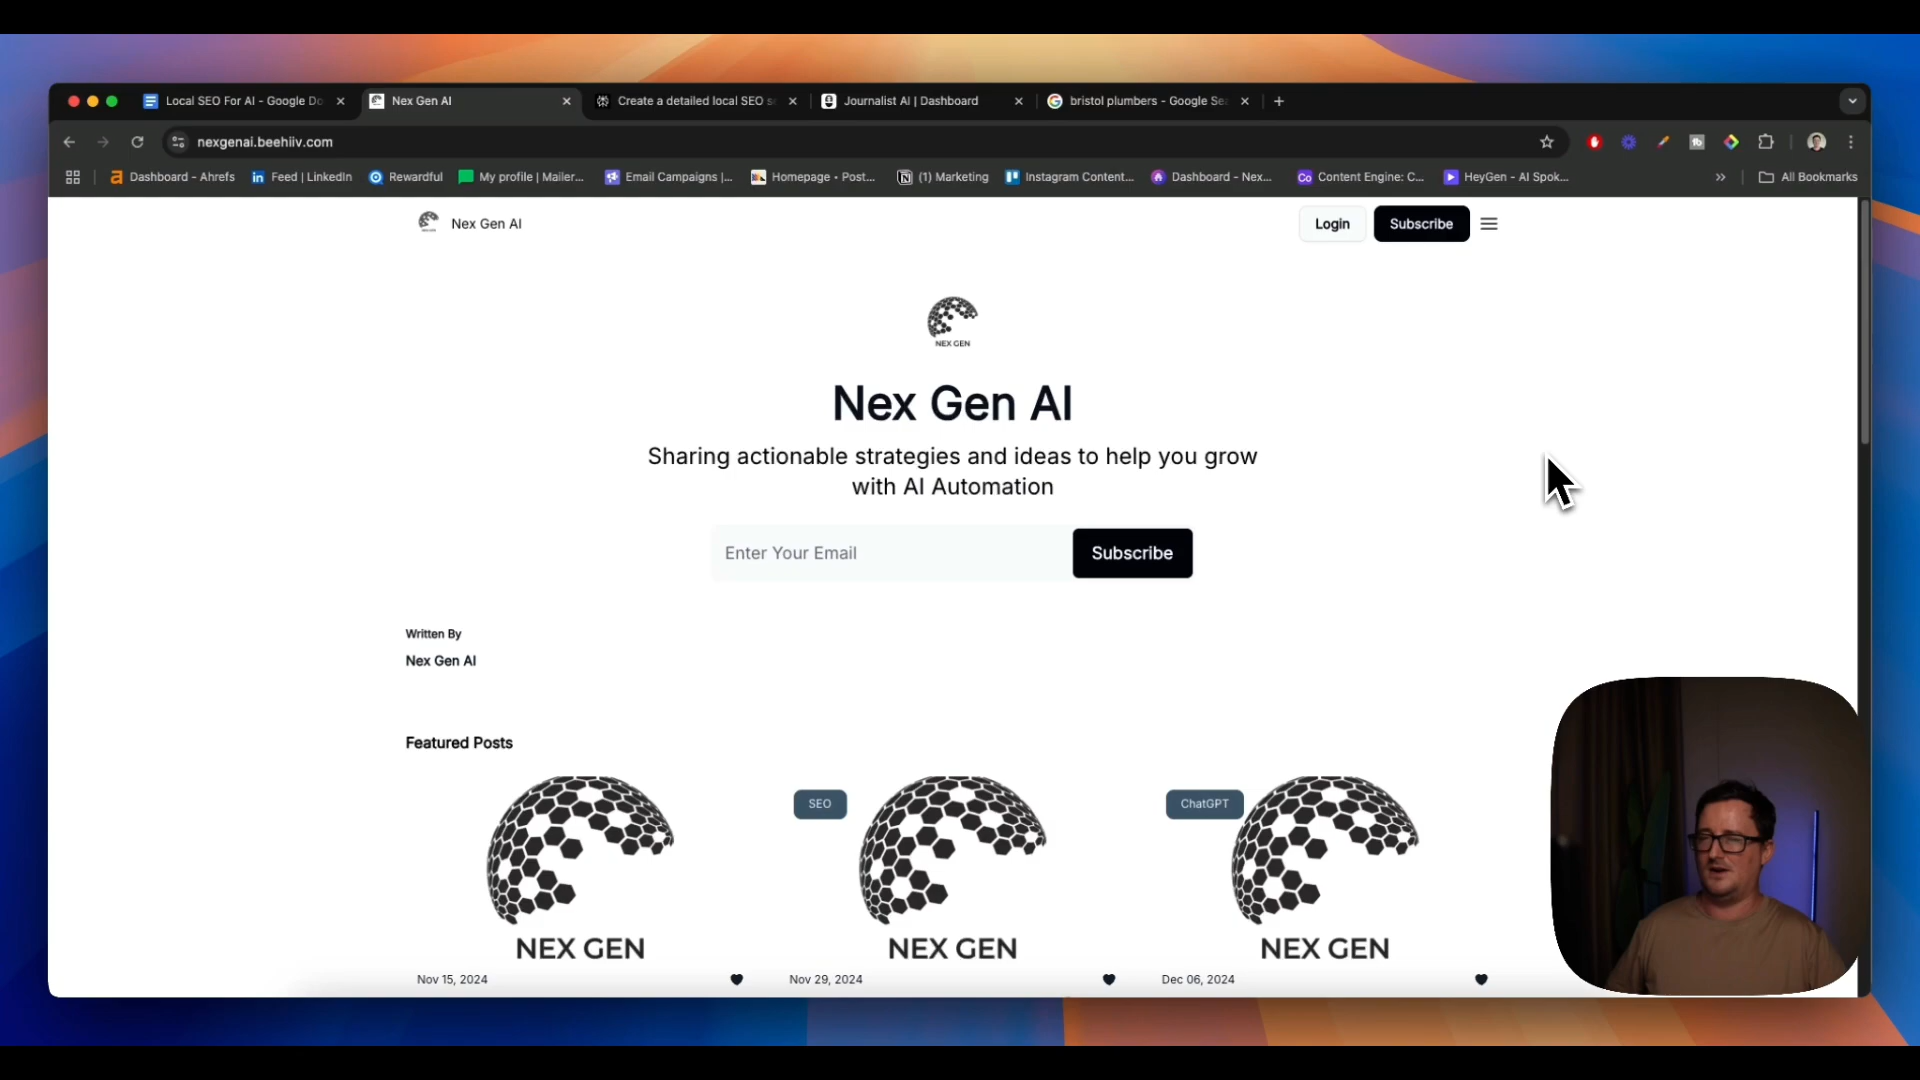 Local SEO For AI - Google Do
Nex Gen AI
Create a detailed local SEO s
Journalist AI | Dashboard
bristol plumbers - Google Se
nexgenai.beehiiv.com
Dashboard - Ahrefs
Feed | LinkedIn
Rewardful
My profile | Mailer...
Email Campaigns |...
Homepage • Post...
(1) Marketing
Instagram Content...
Dashboard - Nex...
Content Engine: C...
HeyGen - AI Spok...
All Bookmarks
Nex Gen AI
Login
Subscribe
NEX GEN
Nex Gen AI
Sharing actionable strategies and ideas to help you grow
with AI Automation
Enter Your Email
Subscribe
Written By
Nex Gen AI
Featured Posts
SEO
ChatGPT
NEX GEN
NEX GEN
NEX GEN
Nov 15, 2024
Nov 29, 2024
Dec 06, 2024